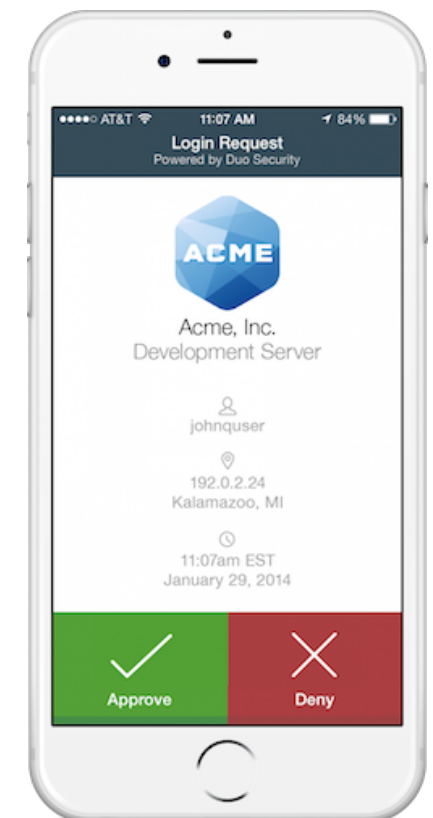 AT&T 11:07 AM 84%
Login Request
Powered by Duo Security
ACME
Acme, Inc.
Development Server
johnquser
192.0.2.24
Kalamazoo, MI
11:07am EST
January 29, 2014
Approve Deny